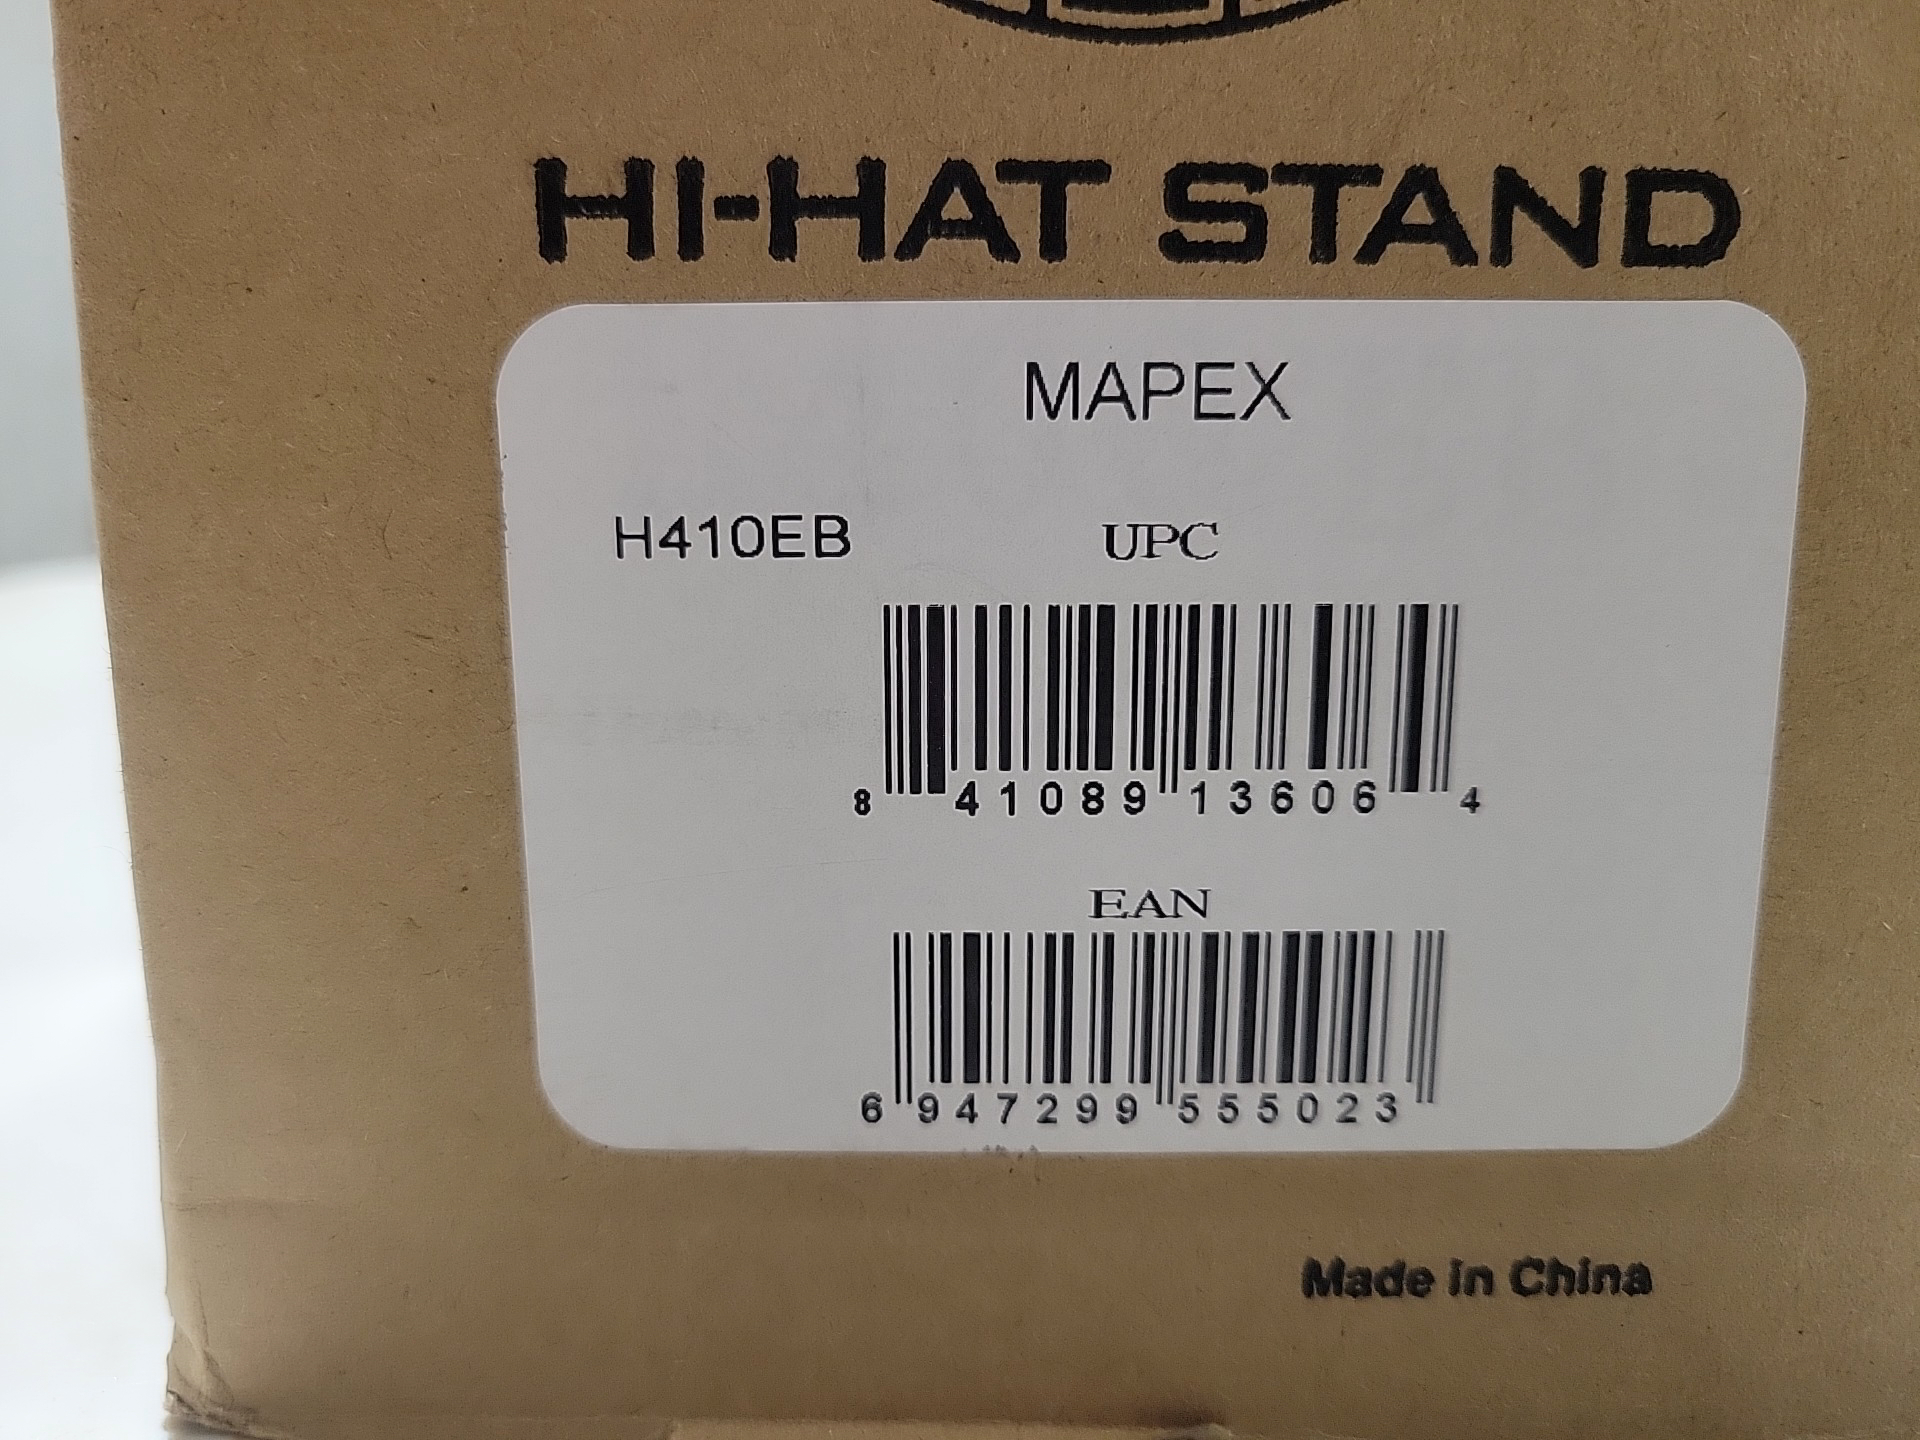 HI-HAT STAND
MAPEX
H410EB UPC
8 41089 13606 4
EAN
6 947299 555023
Made in China